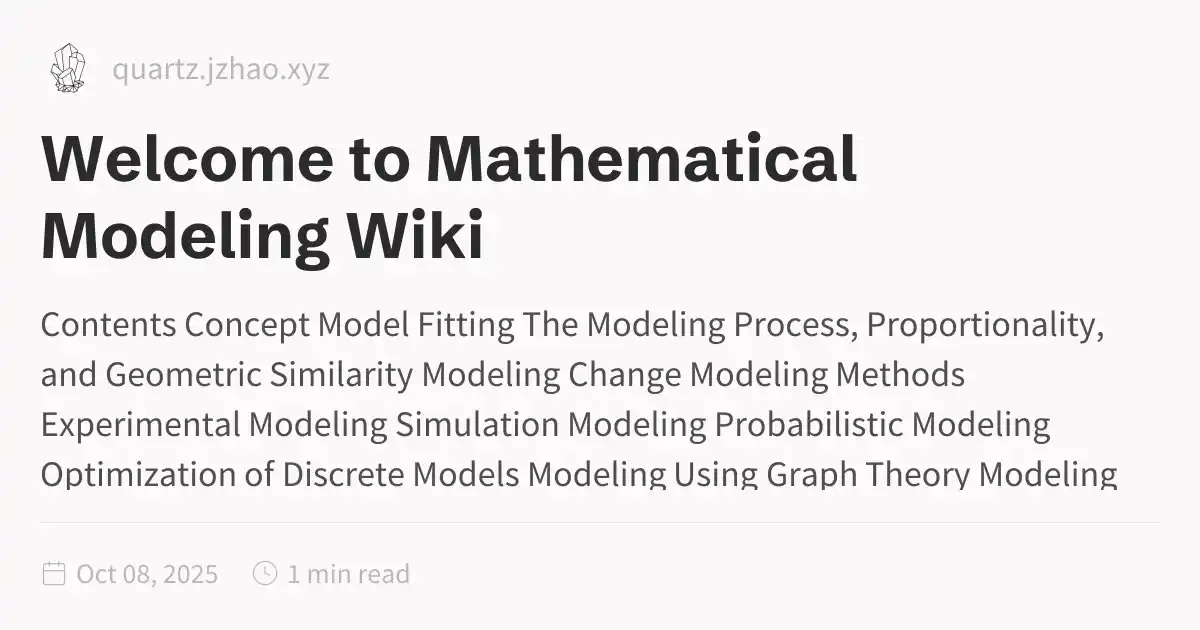 quartz.jzhao.xyz
Welcome to Mathematical
Modeling Wiki
Contents Concept Model Fitting The Modeling Process, Proportionality,
and Geometric Similarity Modeling Change Modeling Methods
Experimental Modeling Simulation Modeling Probabilistic Modeling
Optimization of Discrete Models Modeling Using Graph Theory Modeling
Oct 08, 2025
1 min read